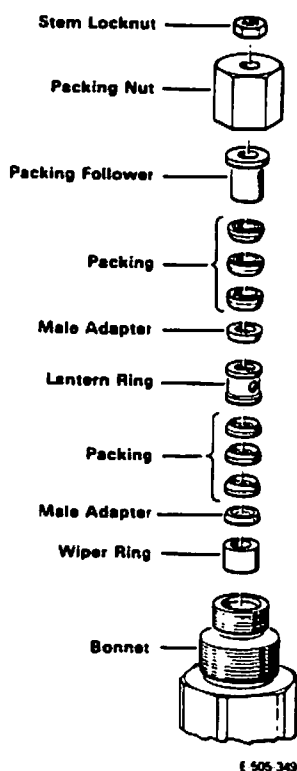 Stem Locknut
Packing Nut
Packing Follower
Packing
Male Adapter
Lantern Ring
Packing
Male Adapter
Wiper Ring
Bonnet
E 505-349